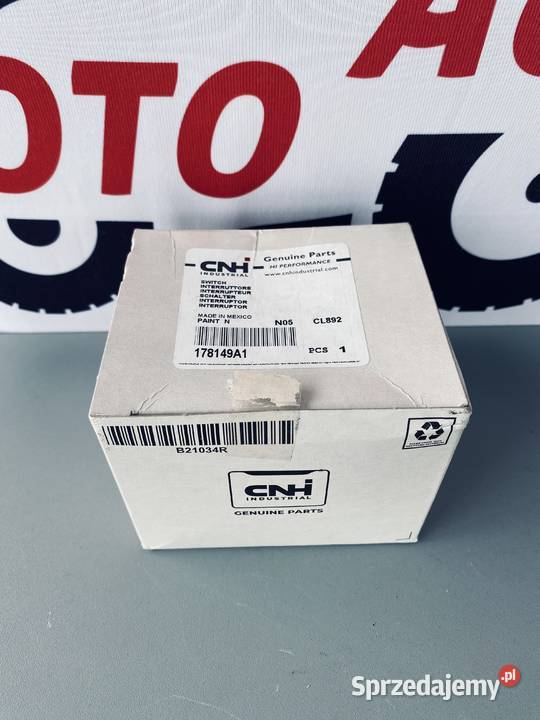 OTO
AU
CNH
INDUSTRIAL
Genuine Parts
HI PERFORMANCE
www.cnhindustrial.com
SWITCH
INTERRUTTORE
INTERRUPTEUR
SCHALTER
INTERRUPTOR
INTERRUPTOR
MADE IN MEXICO
PAINT N
N05
CL892
178149A1
PCS 1
B21034R
CNH
INDUSTRIAL
GENUINE PARTS
Sprzedajemy.pl